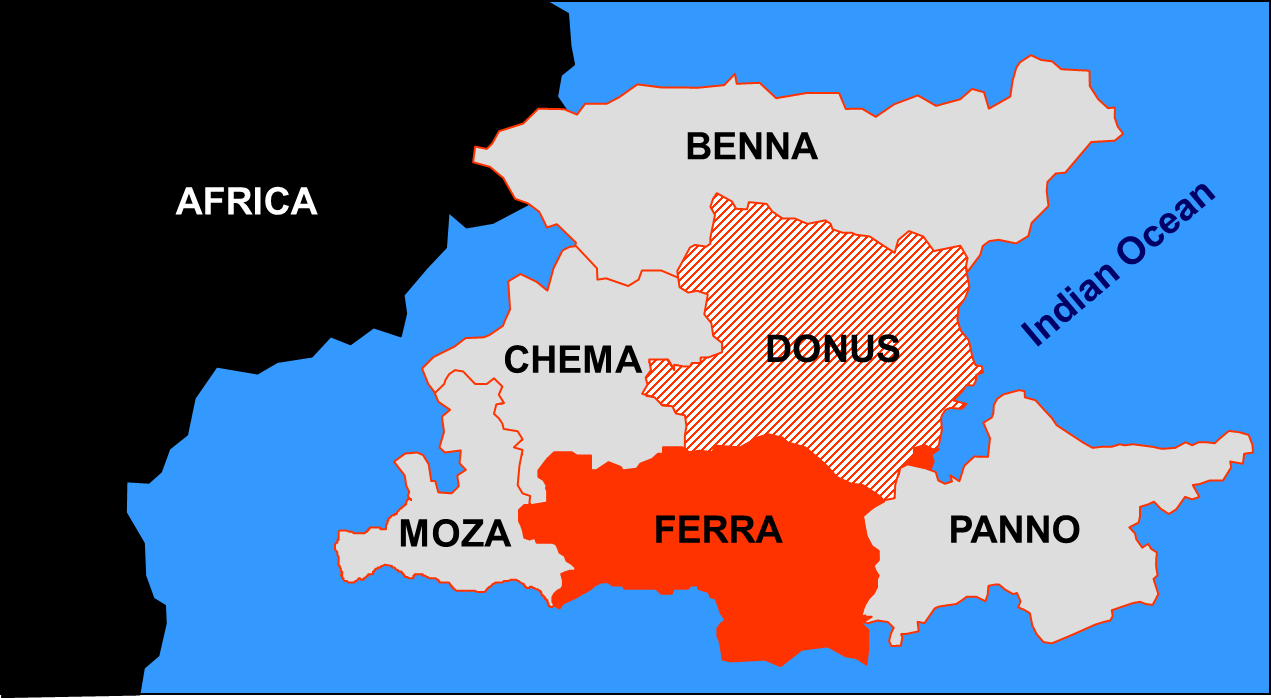 BENNA
AFRICA
Indian Ocean
CHEMA
DONUS
MOZA
FERRA
PANNO